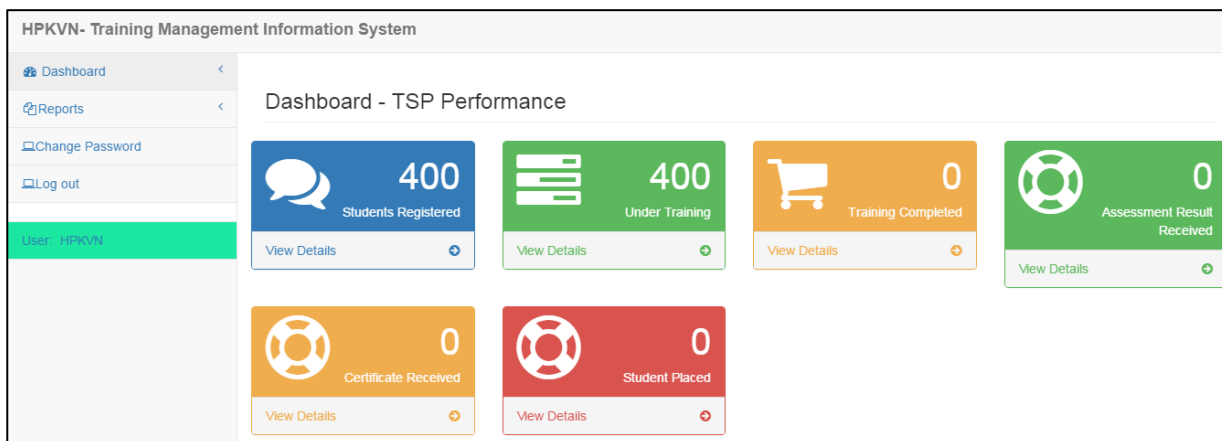 HPKVN- Training Management Information System
Dashboard
Reports
Change Password
Log out
User: HPKVN
Dashboard - TSP Performance
400
Students Registered
View Details
400
Under Training
View Details
0
Training Completed
View Details
0
Assessment Result
Received
View Details
0
Certificate Received
View Details
0
Student Placed
View Details